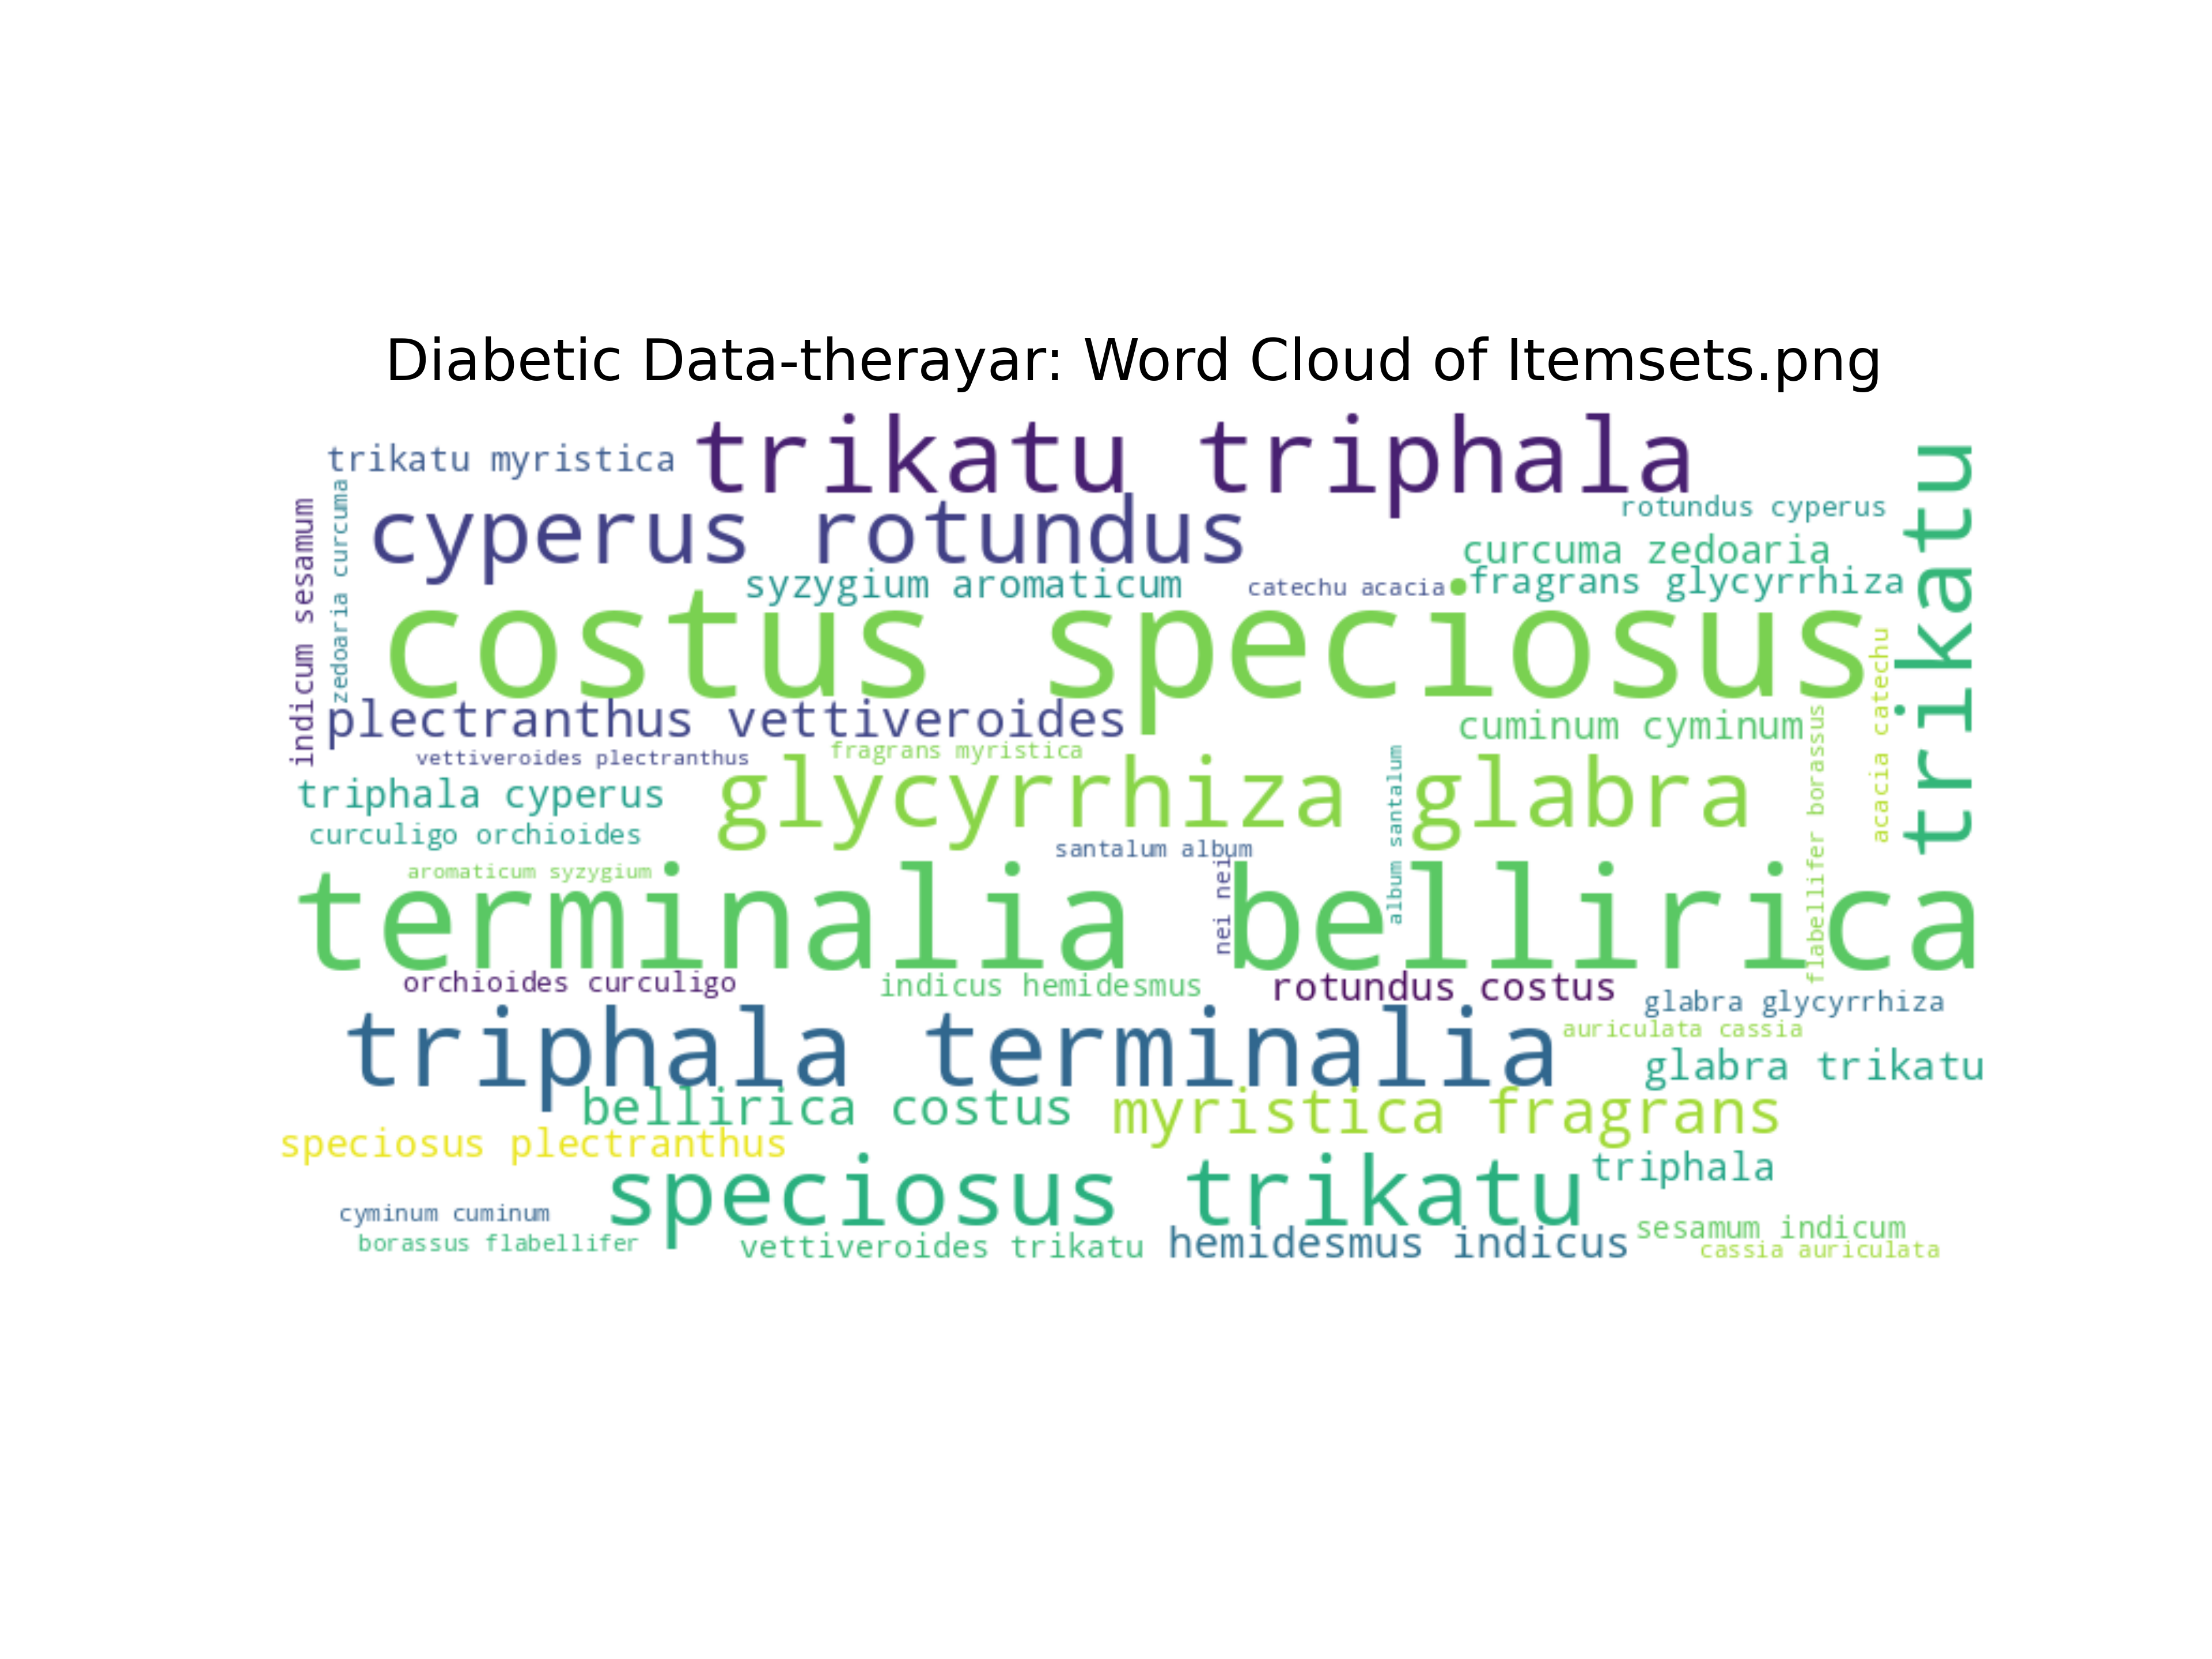 Diabetic Data-therayar: Word Cloud of Itemsets.png
trikatu triphala
trikatu myristica
trikatu
indicum sesamum
zedoaria curcuma
cyperus rotundus
rotundus cyperus
curcuma zedoaria
syzygium aromaticum
catechu acacia
fragrans glycyrrhiza
costus speciosus
acacia catechu
plectranthus vettiveroides
cuminum cyminum
flabellifer borassus
vettiveroides plectranthus
fragrans myristica
album santalum
triphala cyperus
glycyrrhiza glabra
curculigo orchioides
santalum album
nei nei
aromaticum syzygium
terminalia bellirica
orchioides curculigo
indicus hemidesmus
rotundus costus
glabra glycyrrhiza
triphala terminalia
auriculata cassia
glabra trikatu
bellirica costus
myristica fragrans
speciosus plectranthus
speciosus trikatu
triphala
cyminum cuminum
borassus flabellifer
vettiveroides trikatu
hemidesmus indicus
sesamum indicum
cassia auriculata